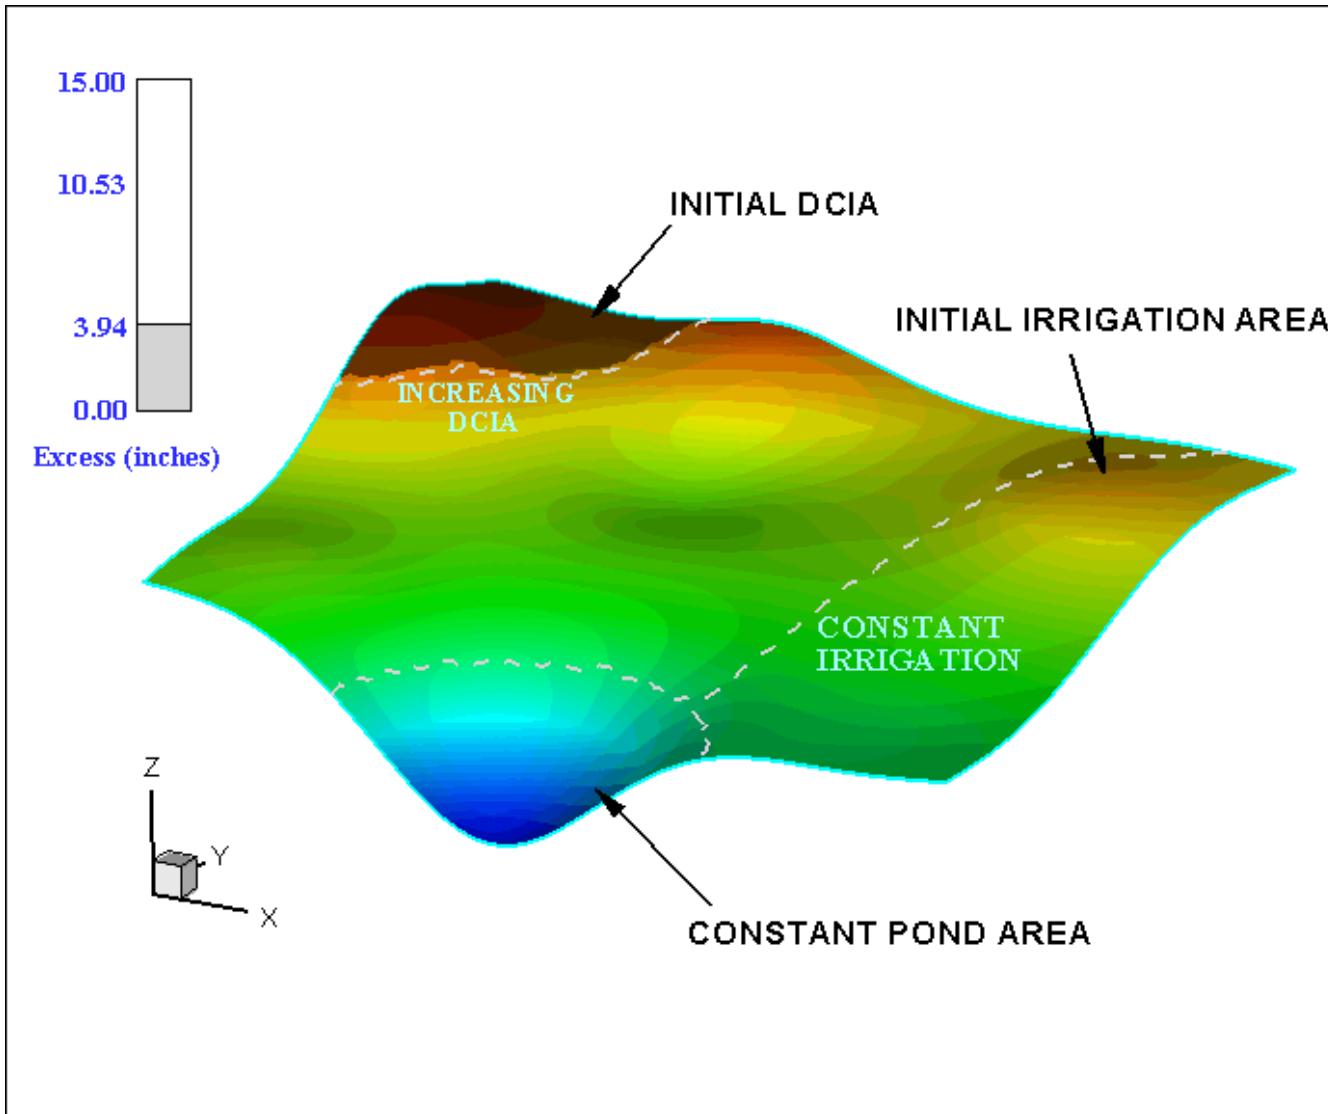 15.00
10.53
3.94
0.00
Excess (inches)
INITIAL DCIA
INITIAL IRRIGATION AREA
INCREASING
DCIA
CONSTANT
IRRIGATION
CONSTANT POND AREA
Z
Y
X